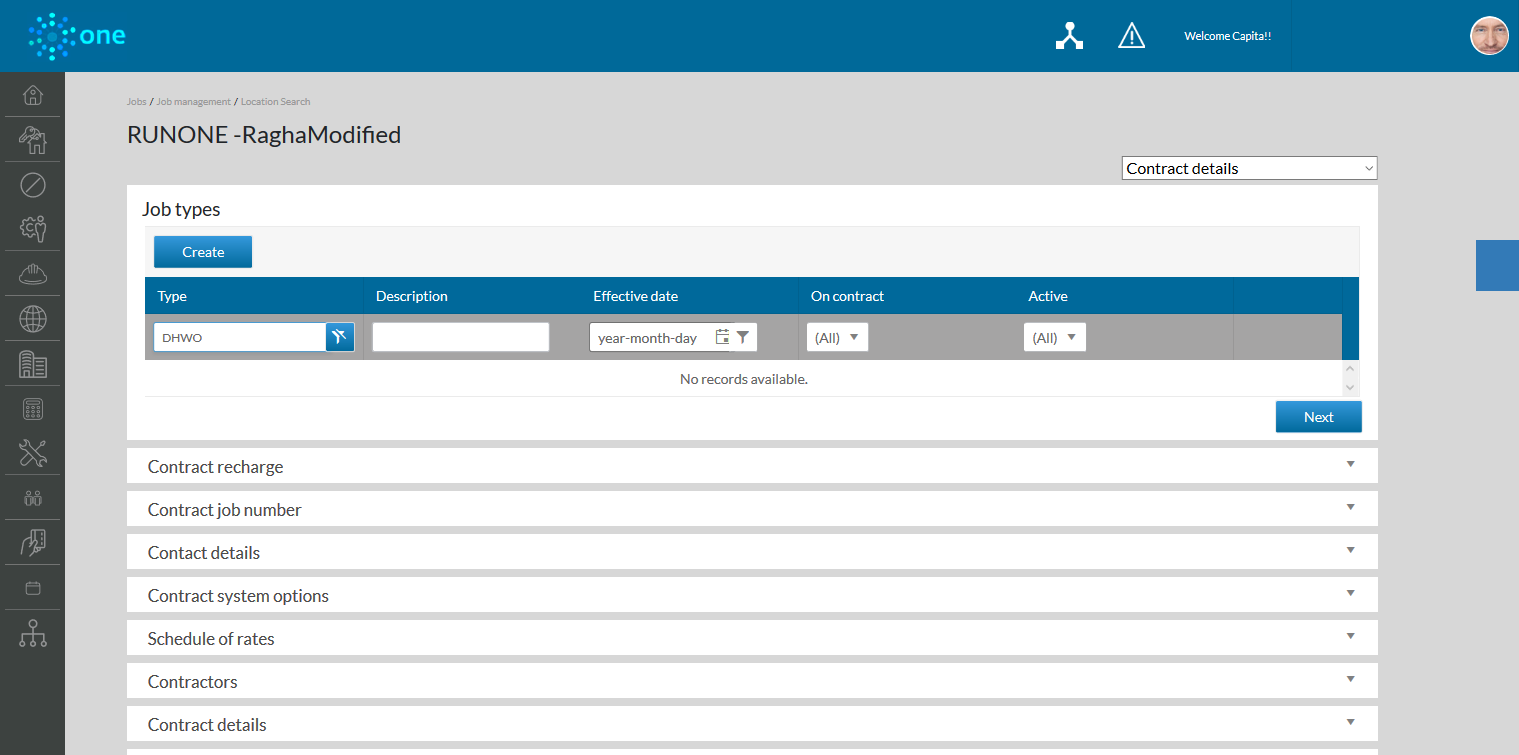 one
Welcome Capita!!
Jobs / Job management / Location Search
RUNONE -RaghaModified
Contract details
Job types
Create
Type Description Effective date On contract Active
DHWO year-month-day (All) (All)
No records available.
Next
Contract recharge
Contract job number
Contact details
Contract system options
Schedule of rates
Contractors
Contract details